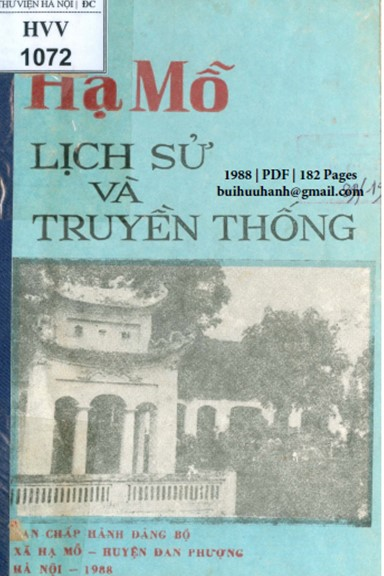 THƯ VIỆN HÀ NỘI | ĐC
HVV
1072
Hạ Mỗ
LỊCH SỬ
VÀ
TRUYỀN THỐNG
1988 | PDF | 182 Pages
buihuuhanh@gmail.com
BAN CHẤP HÀNH ĐẢNG BỘ
XÃ HẠ MỖ – HUYỆN ĐAN PHƯỢNG
HÀ NỘI – 1988